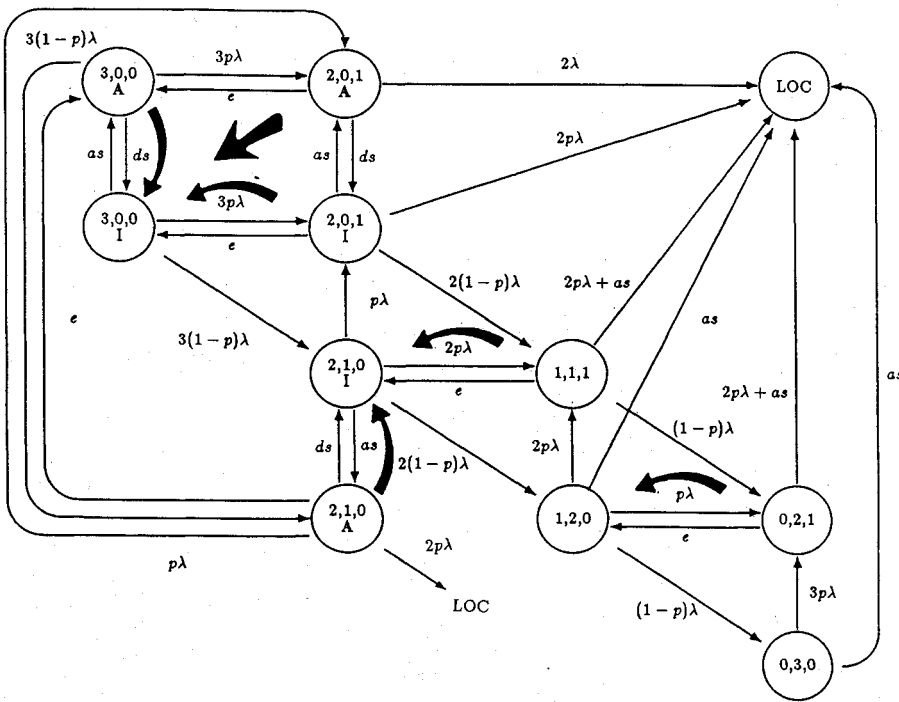 3(1−p)λ
3,0,0
A
3pλ
e
2,0,1
A
2λ
LOC
as
ds
as
ds
2pλ
3,0,0
I
3pλ
e
2,0,1
I
2(1−p)λ
2pλ + as
as
e
3(1−p)λ
pλ
2,1,0
I
2pλ
e
1,1,1
2pλ + as
as
ds
as
2(1−p)λ
2pλ
(1−p)λ
2,1,0
A
1,2,0
pλ
e
0,2,1
pλ
2pλ
LOC
(1−p)λ
3pλ
0,3,0